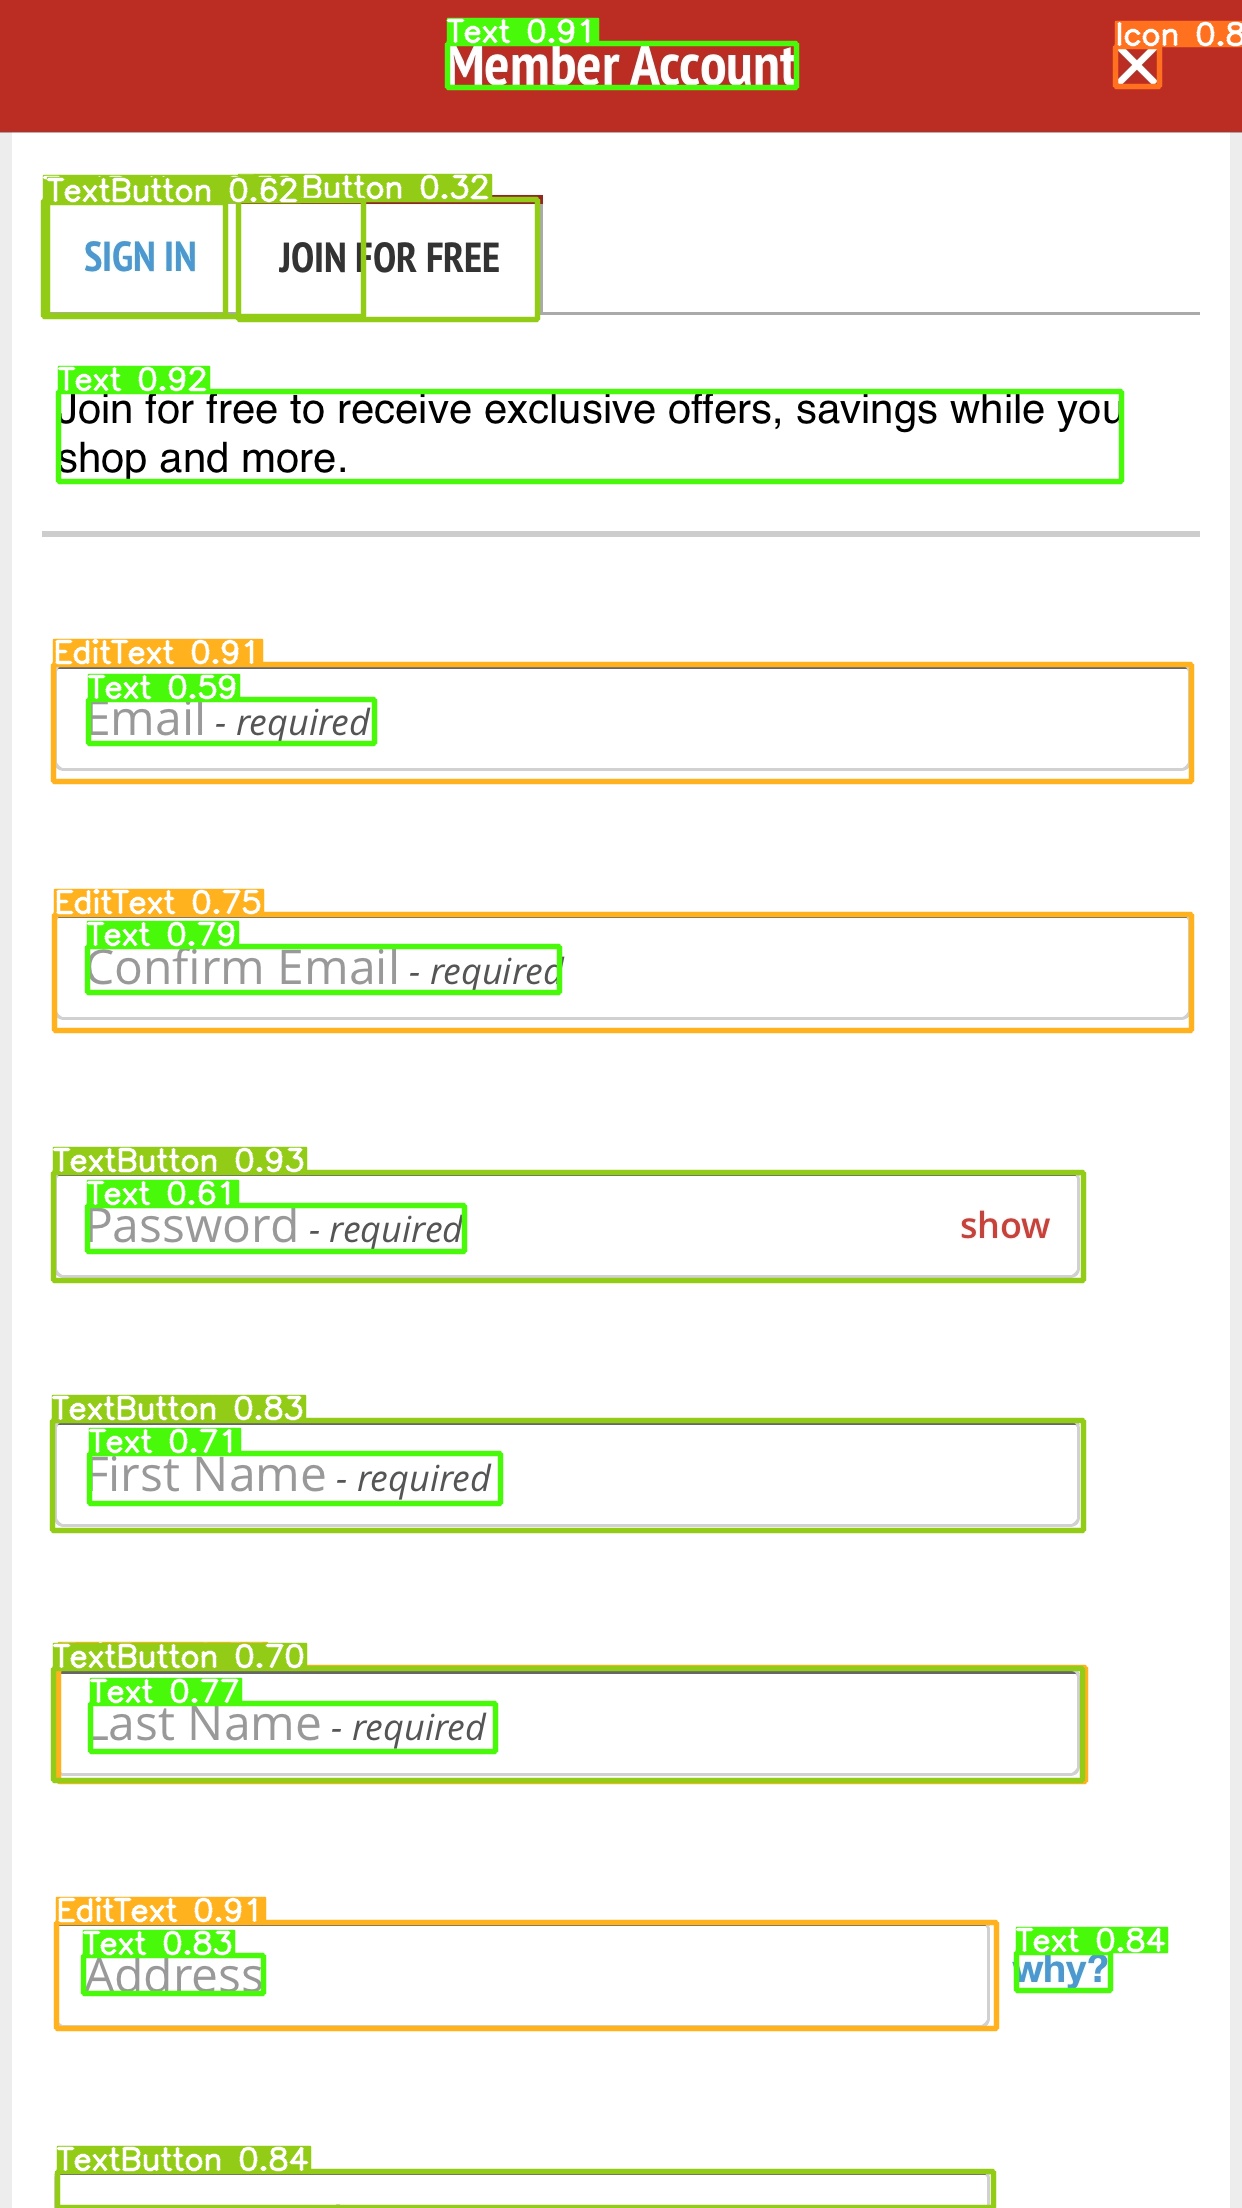 Text 0.91
Icon 0.8
Member Account
TextButton 0.62 Button 0.32
SIGN IN JOIN FOR FREE
Text 0.92
Join for free to receive exclusive offers, savings while you
shop and more.
EditText 0.91
Text 0.59
Email - required
EditText 0.75
Text 0.79
Confirm Email - required
TextButton 0.93
Text 0.61
Password - required show
TextButton 0.83
Text 0.71
First Name - required
TextButton 0.70
Text 0.77
Last Name - required
EditText 0.91
Text 0.83 Text 0.84
Address why?
TextButton 0.84